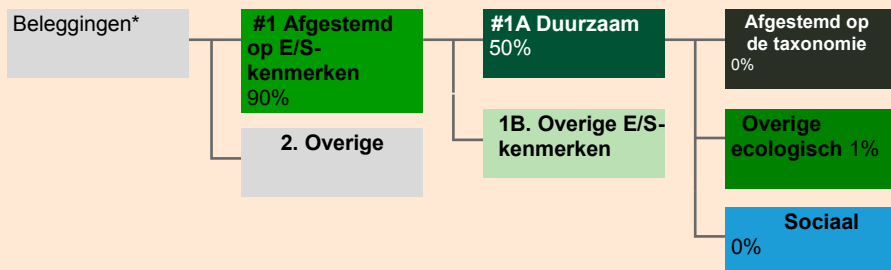 Beleggingen*
#1 Afgestemd
op E/S-
kenmerken
90%
2. Overige
#1A Duurzaam
50%
1B. Overige E/S-
kenmerken
Afgestemd op
de taxonomie
0%
Overige
ecologisch 1%
Sociaal
0%